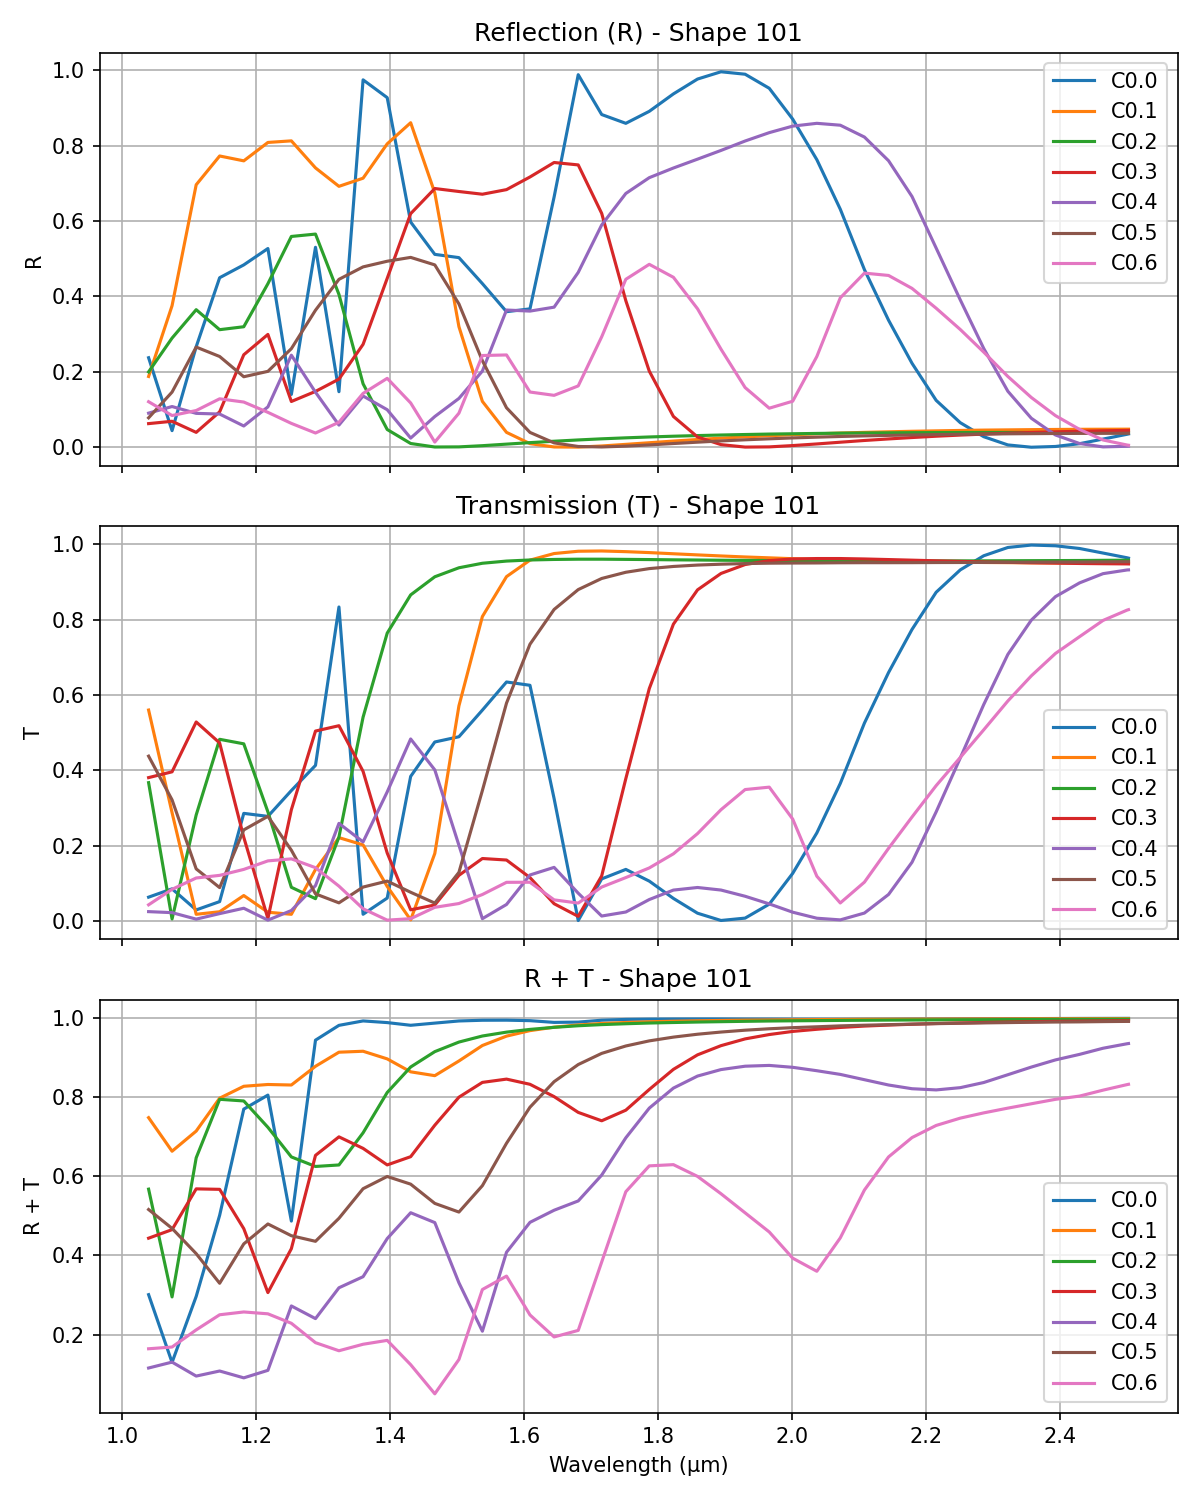 Reflection (R) - Shape 101
1.0
0.8
0.6
0.4
0.2
0.0
R
C0.0
C0.1
C0.2
C0.3
C0.4
C0.5
C0.6
Transmission (T) - Shape 101
1.0
0.8
0.6
0.4
0.2
0.0
T
C0.0
C0.1
C0.2
C0.3
C0.4
C0.5
C0.6
R + T - Shape 101
1.0
0.8
0.6
0.4
0.2
R + T
C0.0
C0.1
C0.2
C0.3
C0.4
C0.5
C0.6
1.0 1.2 1.4 1.6 1.8 2.0 2.2 2.4
Wavelength (μm)